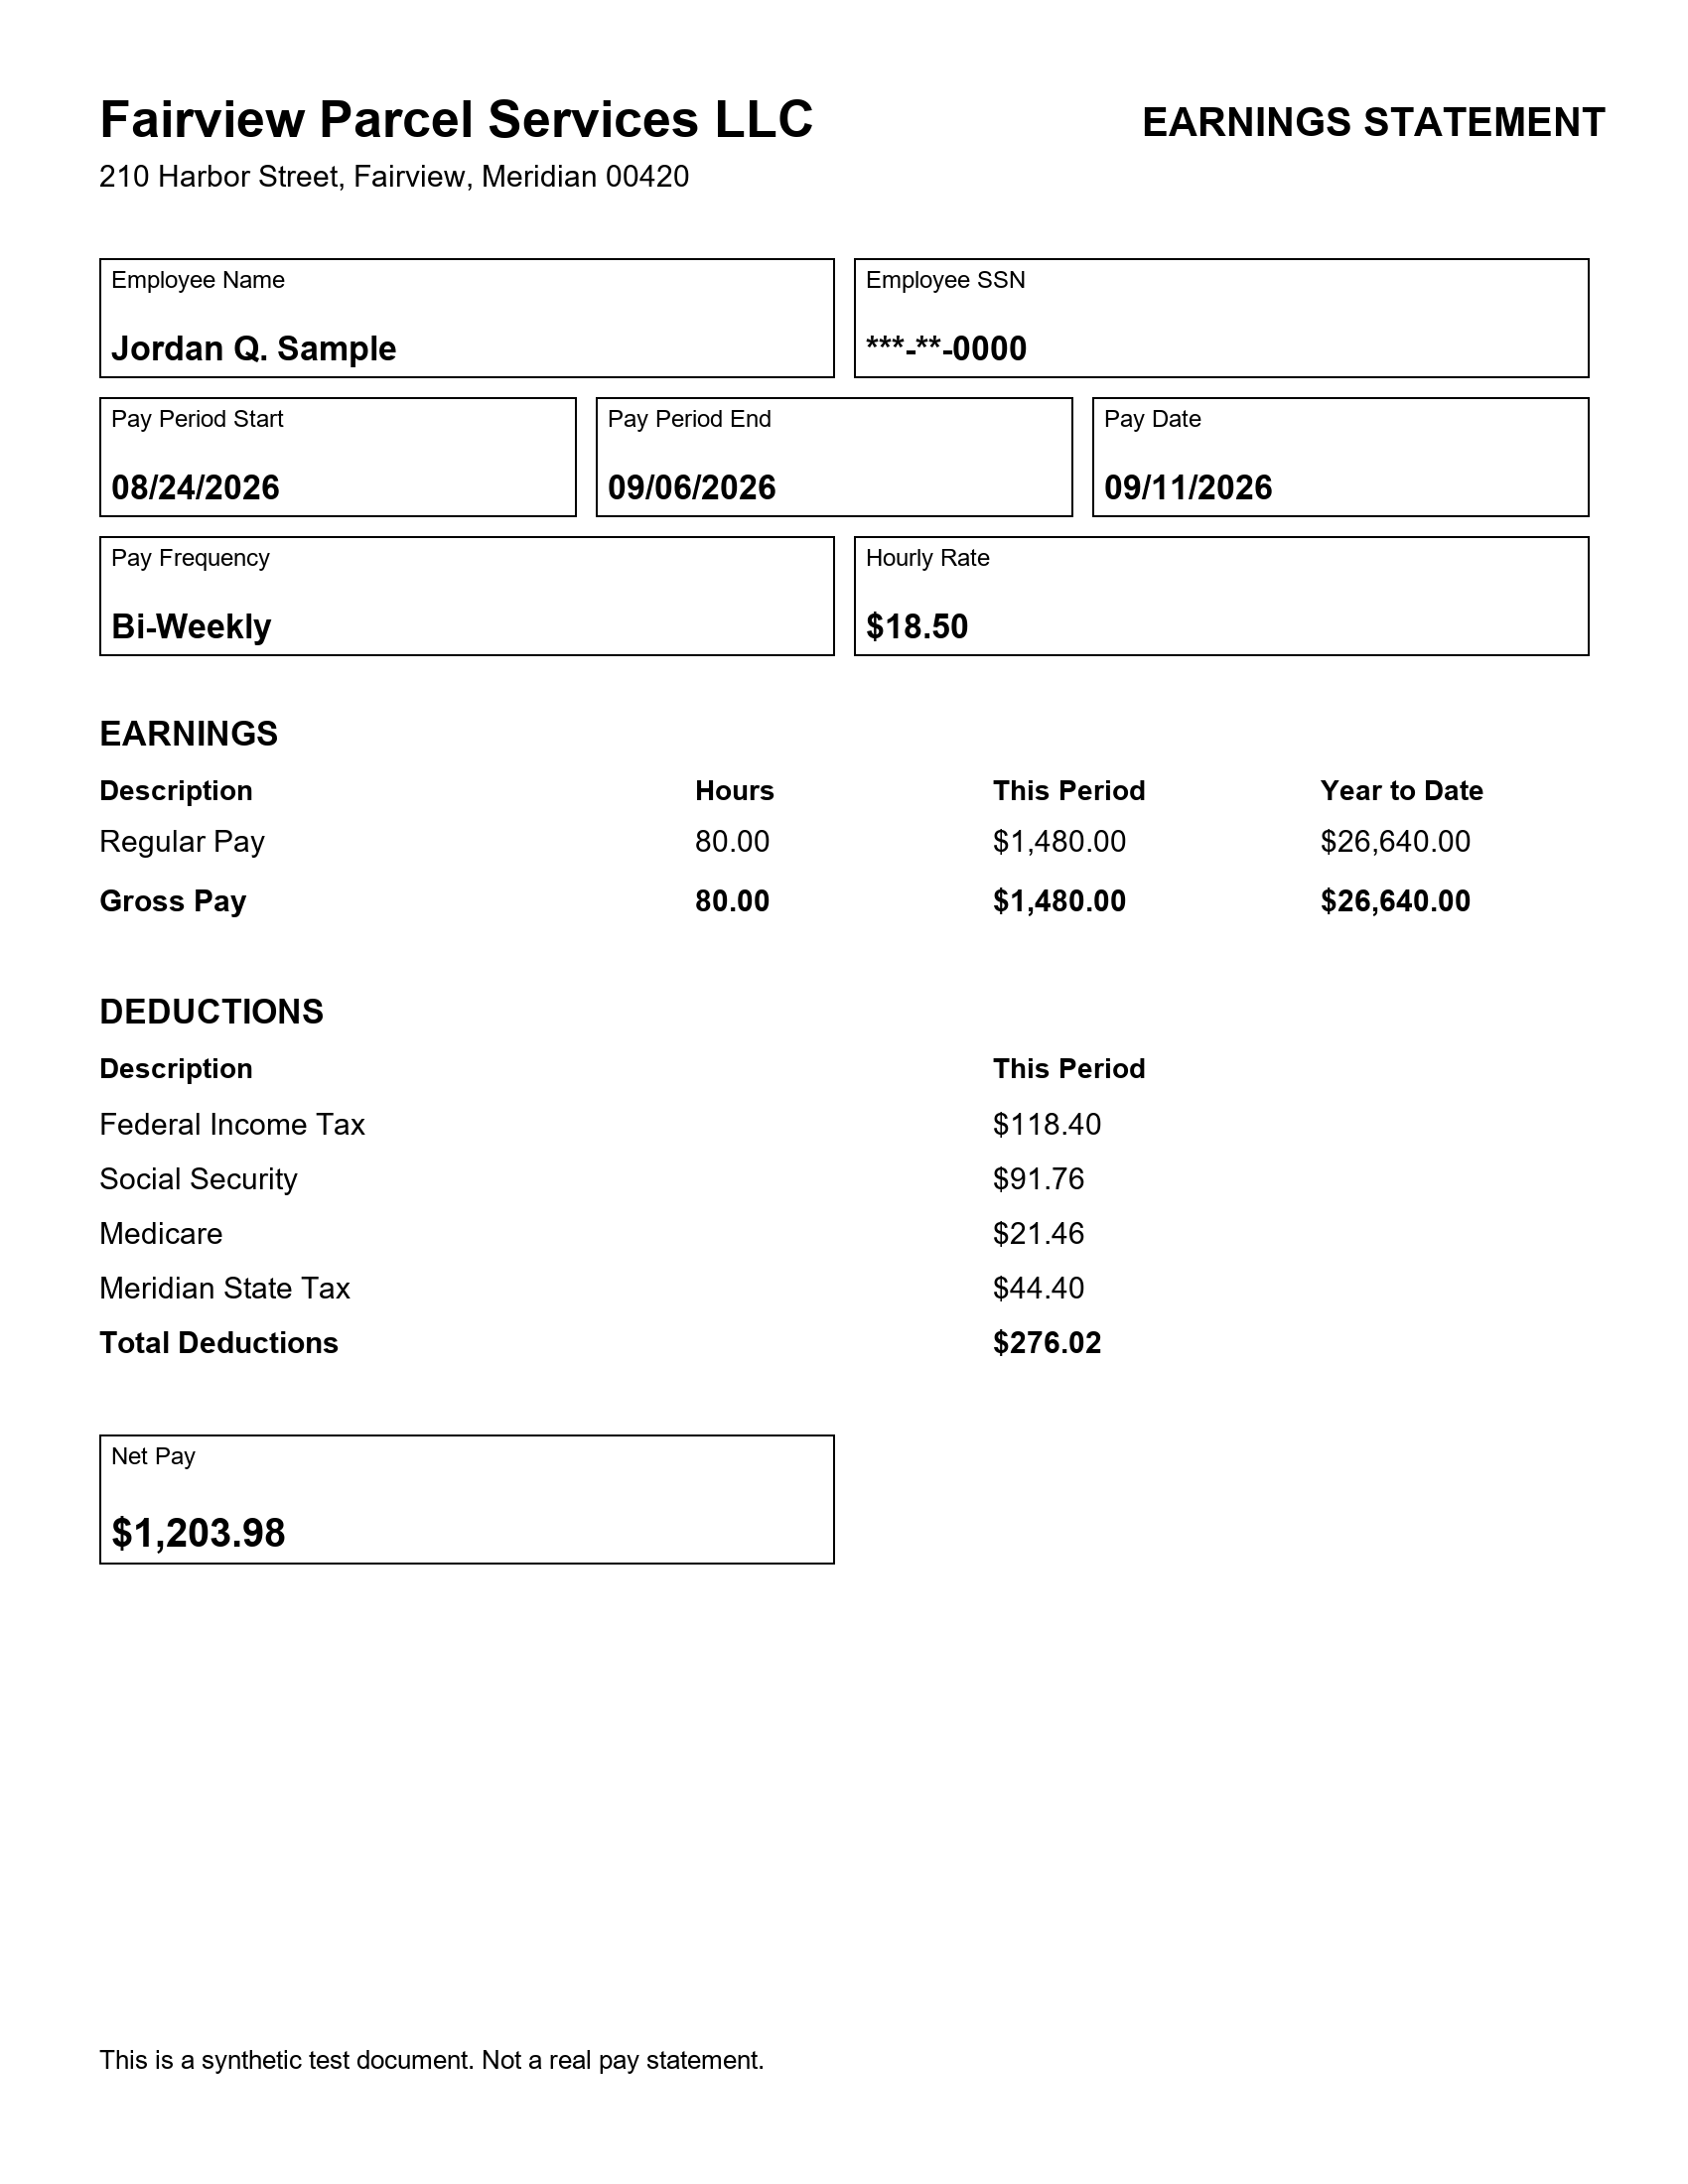 Fairview Parcel Services LLC EARNINGS STATEMENT
210 Harbor Street, Fairview, Meridian 00420
Employee Name Employee SSN
Jordan Q. Sample ***-**-0000
Pay Period Start Pay Period End Pay Date
08/24/2026 09/06/2026 09/11/2026
Pay Frequency Hourly Rate
Bi-Weekly $18.50
EARNINGS
Description Hours This Period Year to Date
Regular Pay 80.00 $1,480.00 $26,640.00
Gross Pay 80.00 $1,480.00 $26,640.00
DEDUCTIONS
Description This Period
Federal Income Tax $118.40
Social Security $91.76
Medicare $21.46
Meridian State Tax $44.40
Total Deductions $276.02
Net Pay
$1,203.98
This is a synthetic test document. Not a real pay statement.